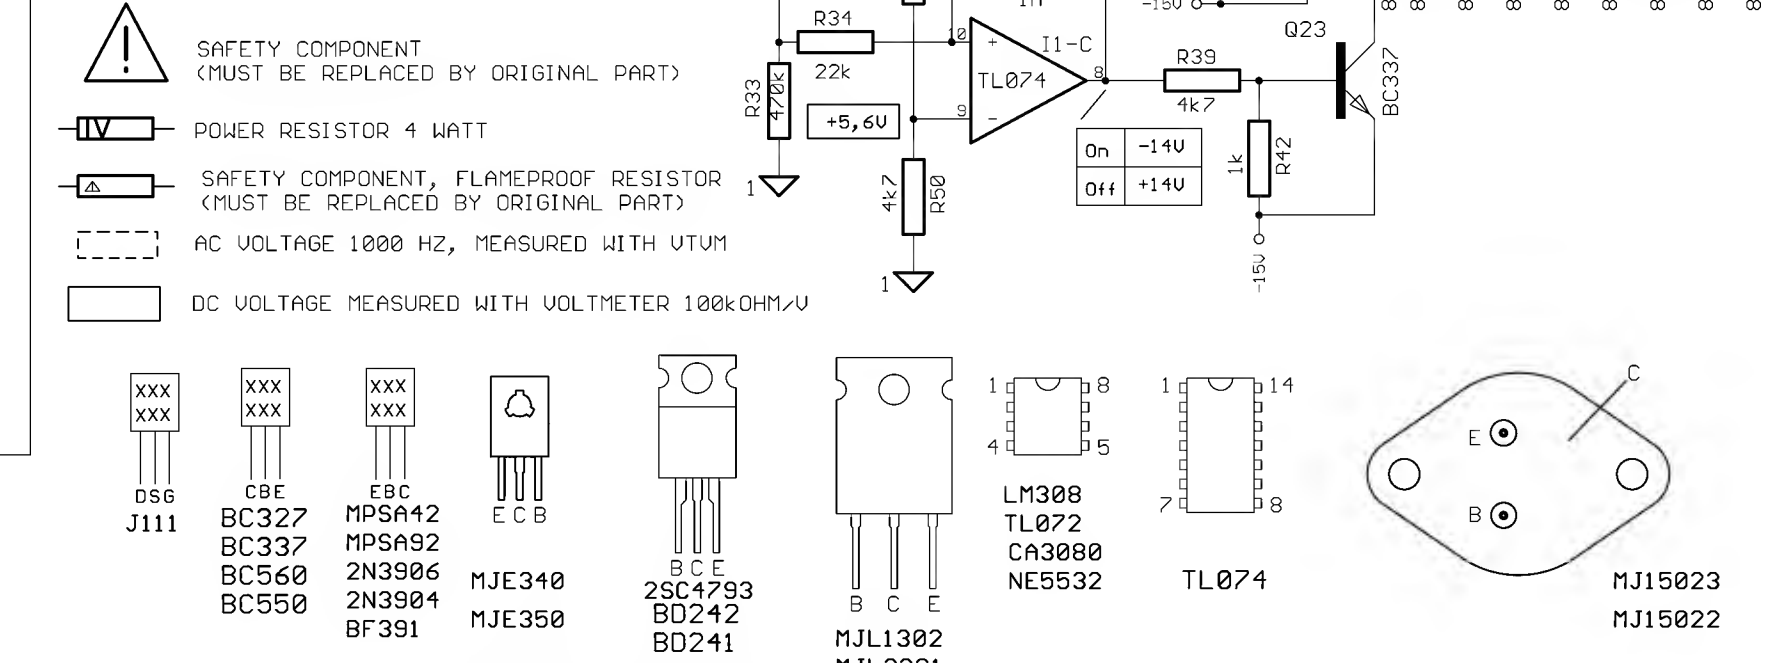 SAFETY COMPONENT
(MUST BE REPLACED BY ORIGINAL PART)
POWER RESISTOR 4 WATT
SAFETY COMPONENT, FLAMEPROOF RESISTOR
(MUST BE REPLACED BY ORIGINAL PART)
AC VOLTAGE 1000 HZ, MEASURED WITH VTVM
DC VOLTAGE MEASURED WITH VOLTMETER 100kOHM/V
R34
22k
R33
470k
1
+5,6V
10
+
I1-C
TL074
8
9
-
4k7
R50
1
R39
4k7
On -14V
Off +14V
-15V
Q23
BC337
1k
R42
-15V
XXX
XXX
DSG
J111
XXX
XXX
CBE
BC327
BC337
BC560
BC550
XXX
XXX
EBC
MPSA42
MPSA92
2N3906
2N3904
BF391
E C B
MJE340
MJE350
B C E
2SC4793
BD242
BD241
B C E
MJL1302
1 8
4 5
LM308
TL072
CA3080
NE5532
1 14
7 8
TL074
C
E
B
MJ15023
MJ15022